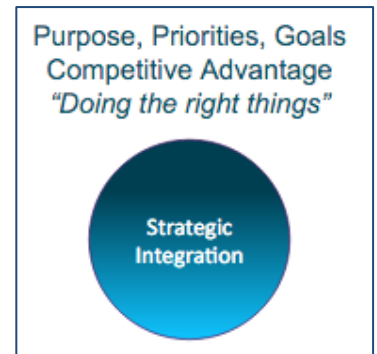 Purpose, Priorities, Goals
Competitive Advantage
“Doing the right things”
Strategic
Integration